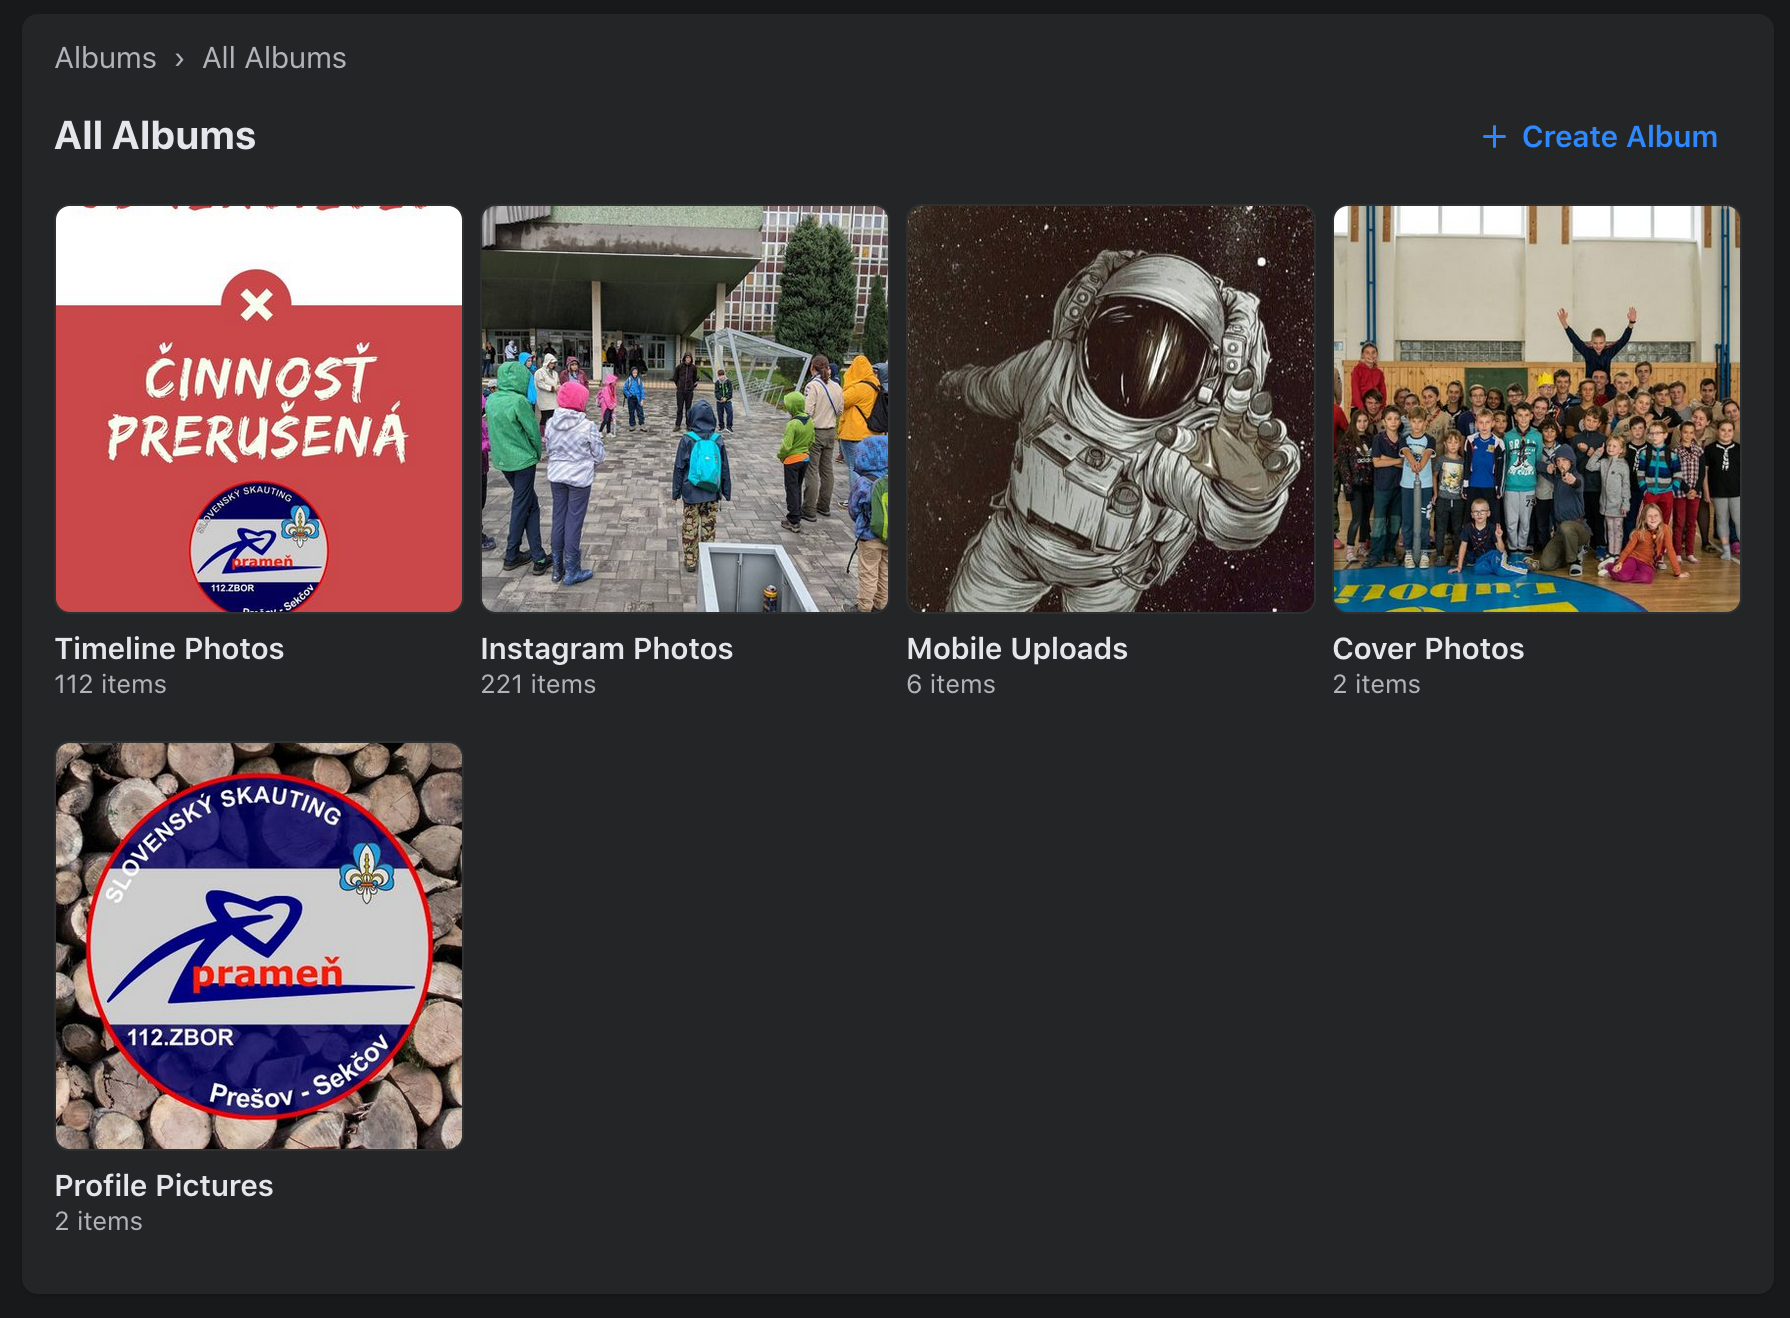 Albums › All Albums
All Albums
+ Create Album
ČINNOSŤ
PRERUŠENÁ
SLOVENSKÝ SKAUTING
prameň
112.ZBOR
Prešov - Sekčov
Timeline Photos
112 items
Instagram Photos
221 items
Mobile Uploads
6 items
Cover Photos
2 items
SLOVENSKÝ SKAUTING
prameň
112.ZBOR
Prešov - Sekčov
Profile Pictures
2 items